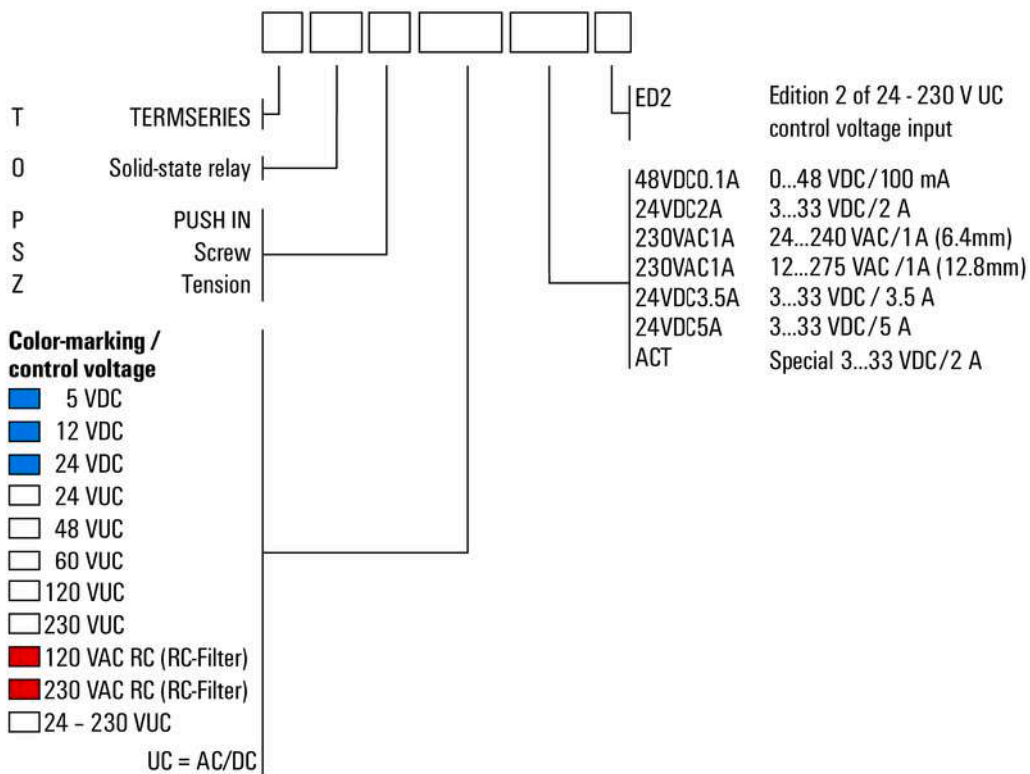 T TERMSERIES
O Solid-state relay
P PUSH IN
S Screw
Z Tension
Color-marking /
control voltage
5 VDC
12 VDC
24 VDC
24 VUC
48 VUC
60 VUC
120 VUC
230 VUC
120 VAC RC (RC-Filter)
230 VAC RC (RC-Filter)
24 – 230 VUC
UC = AC/DC
ED2 Edition 2 of 24 - 230 V UC
control voltage input
48VDC0.1A 0...48 VDC/100 mA
24VDC2A 3...33 VDC/2 A
230VAC1A 24...240 VAC/1A (6.4mm)
230VAC1A 12...275 VAC /1A (12.8mm)
24VDC3.5A 3...33 VDC / 3.5 A
24VDC5A 3...33 VDC/5 A
ACT Special 3...33 VDC/2 A